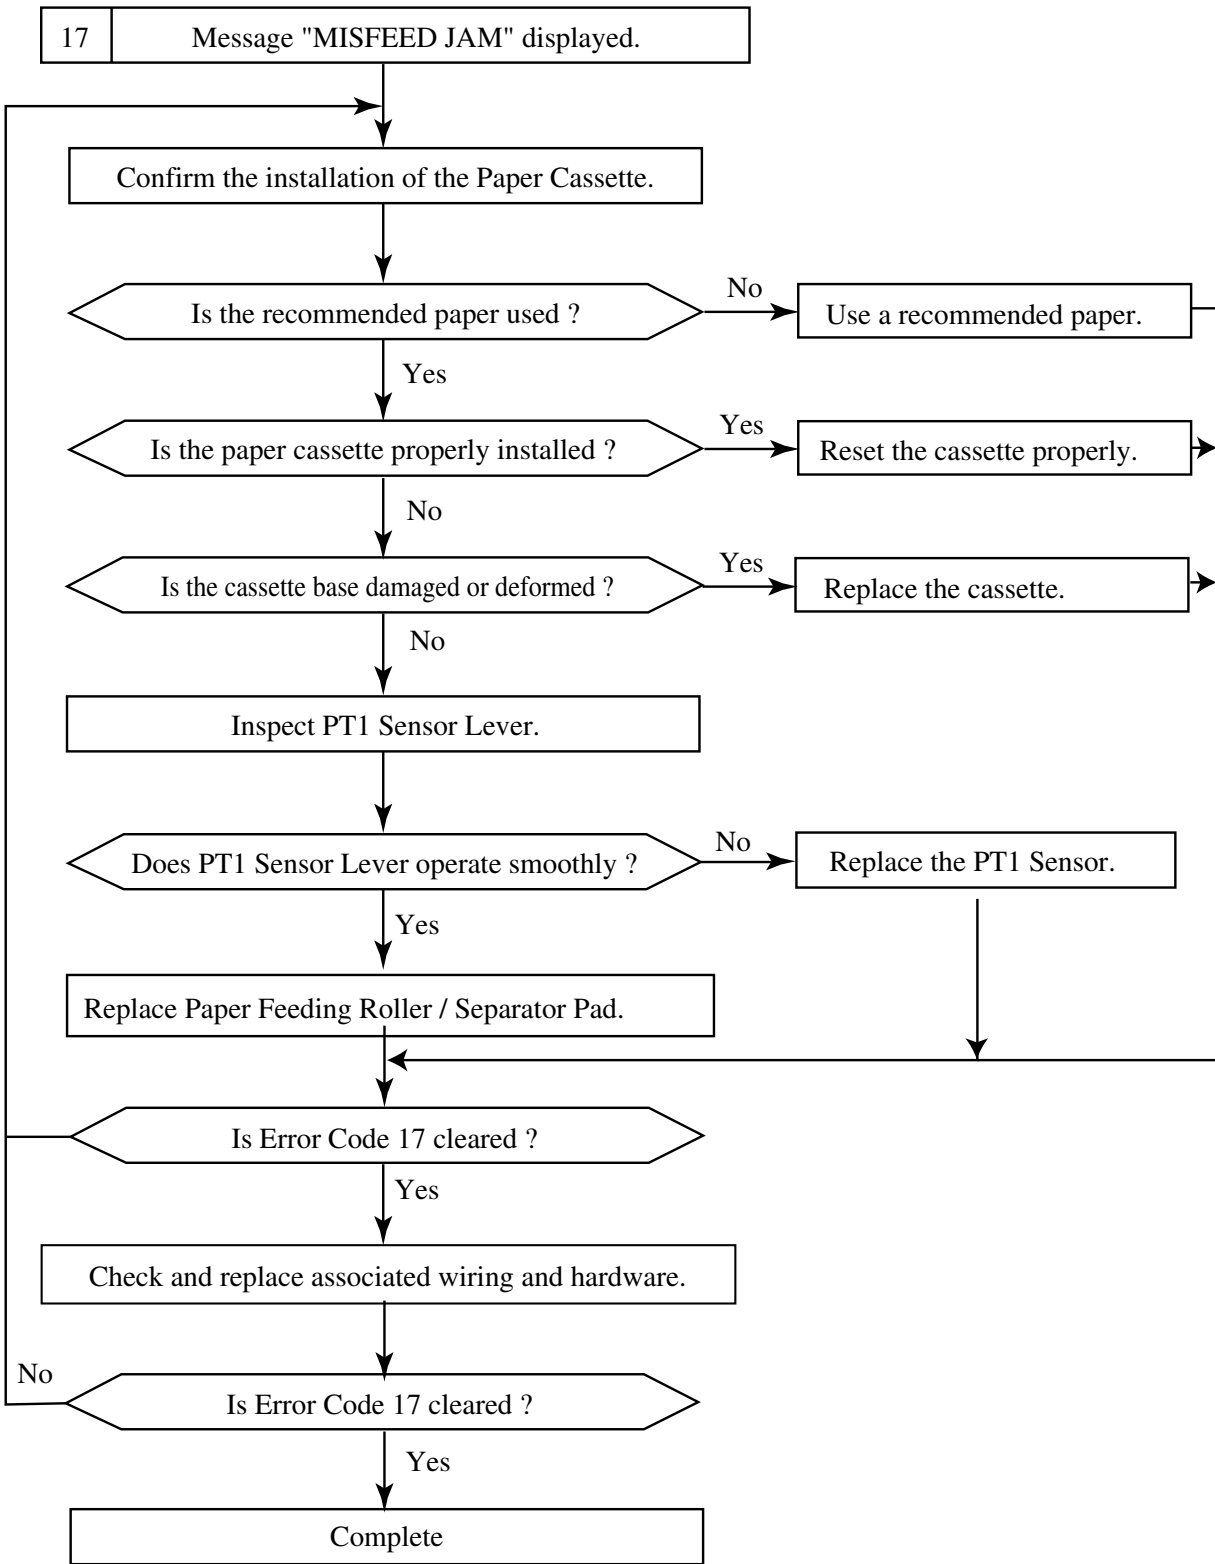 17 Message "MISFEED JAM" displayed.
Confirm the installation of the Paper Cassette.
Is the recommended paper used ?
No
Use a recommended paper.
Yes
Is the paper cassette properly installed ?
Yes
Reset the cassette properly.
No
Is the cassette base damaged or deformed ?
Yes
Replace the cassette.
No
Inspect PT1 Sensor Lever.
Does PT1 Sensor Lever operate smoothly ?
No
Replace the PT1 Sensor.
Yes
Replace Paper Feeding Roller / Separator Pad.
Is Error Code 17 cleared ?
Yes
Check and replace associated wiring and hardware.
No
Is Error Code 17 cleared ?
Yes
Complete